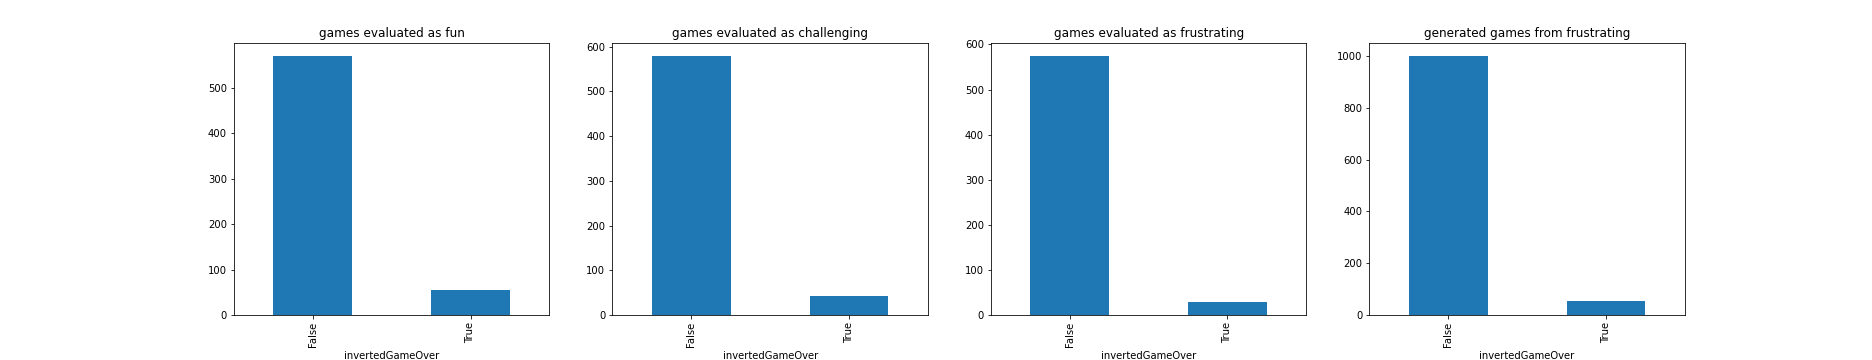 games evaluated as fun
500
400
300
200
100
0
False
True
invertedGameOver
games evaluated as challenging
600
500
400
300
200
100
0
False
True
invertedGameOver
games evaluated as frustrating
600
500
400
300
200
100
0
False
True
invertedGameOver
generated games from frustrating
1000
800
600
400
200
0
False
True
invertedGameOver